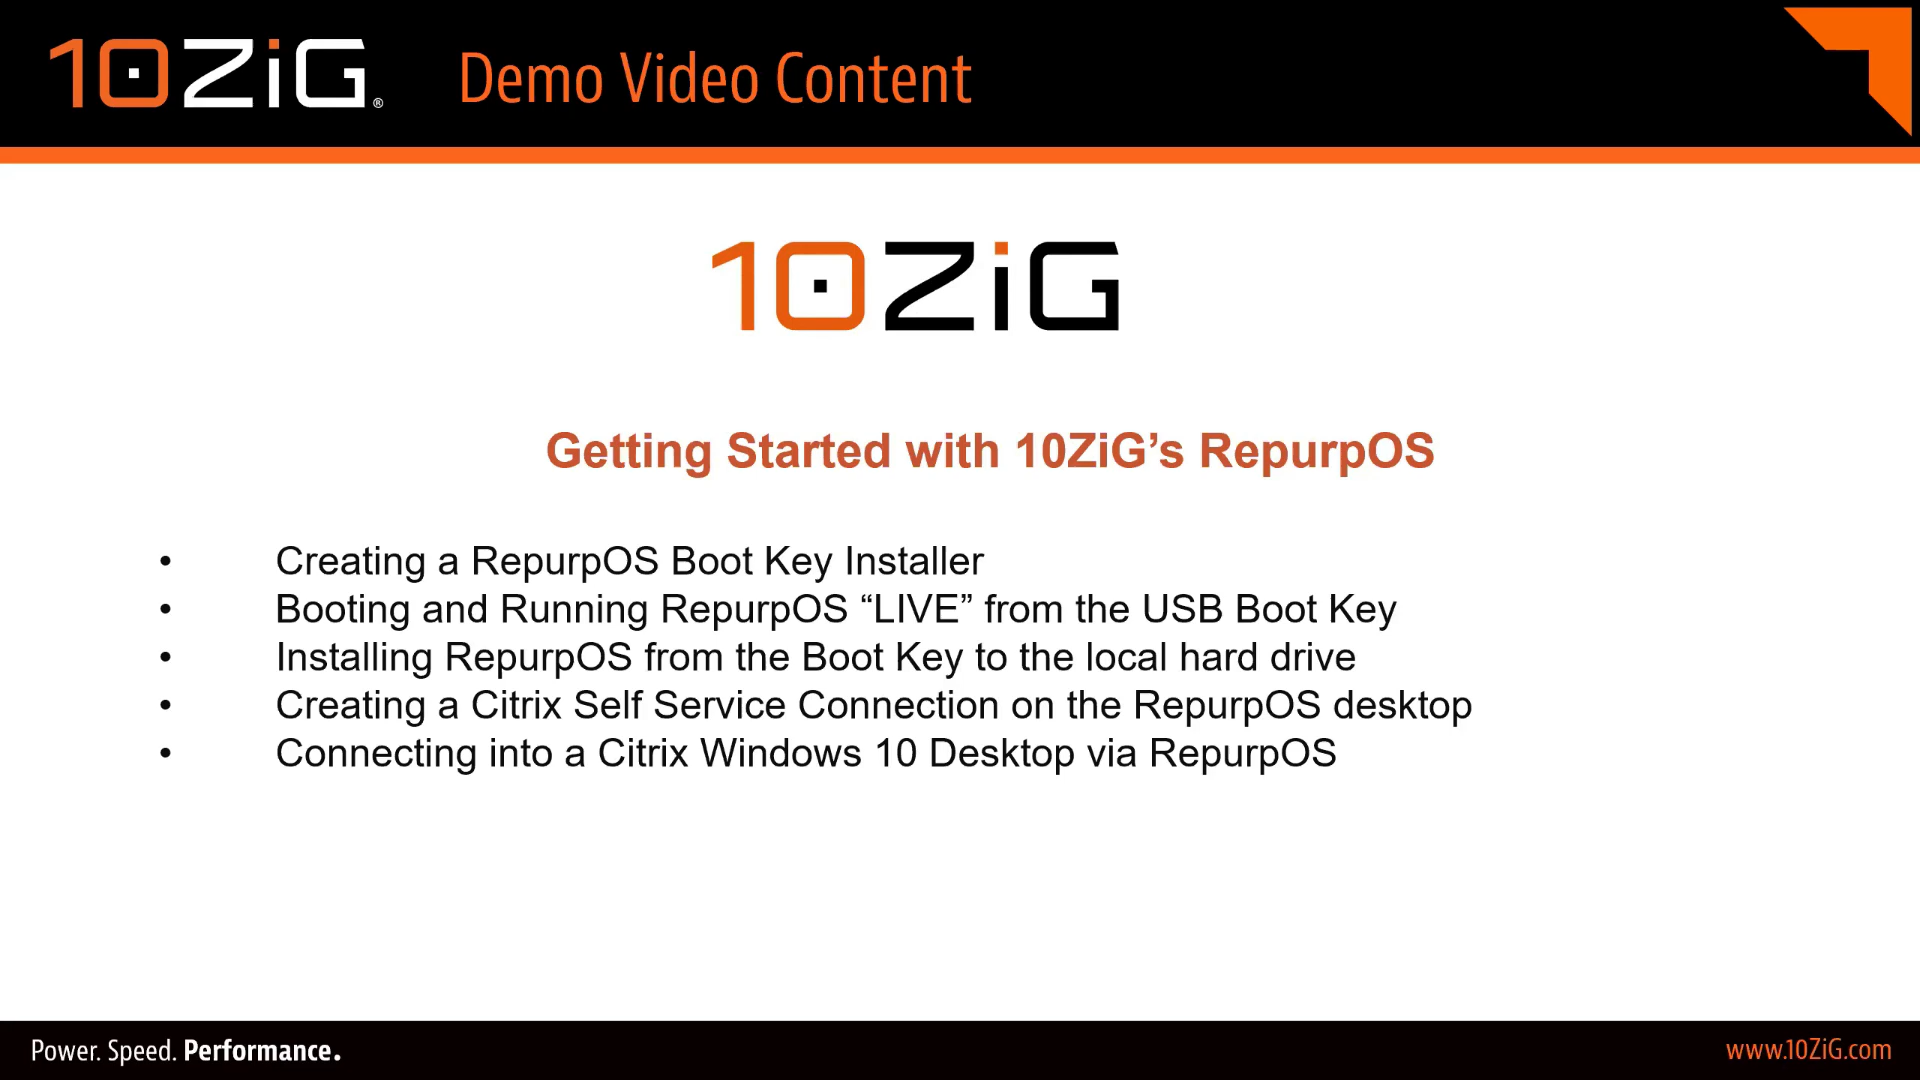 10ZiG®
Demo Video Content
10ZiG
Getting Started with 10ZiG’s RepurpOS
• Creating a RepurpOS Boot Key Installer
• Booting and Running RepurpOS “LIVE” from the USB Boot Key
• Installing RepurpOS from the Boot Key to the local hard drive
• Creating a Citrix Self Service Connection on the RepurpOS desktop
• Connecting into a Citrix Windows 10 Desktop via RepurpOS
Power. Speed. Performance.
www.10ZiG.com